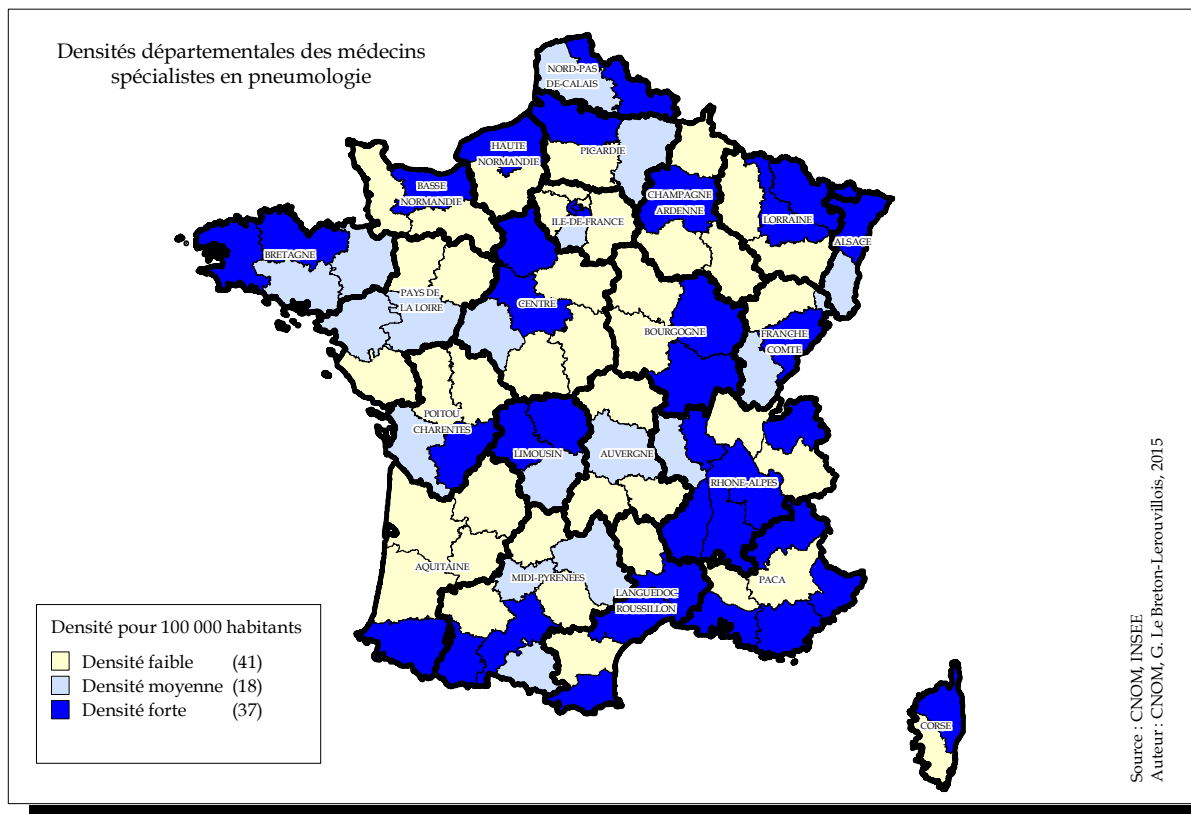 Densités départementales des médecins
spécialistes en pneumologie
NORD-PAS
DE-CALAIS
HAUTE
NORMANDIE
PICARDIE
BASSE
NORMANDIE
CHAMPAGNE
ARDENNE
LORRAINE
ILE-DE-FRANCE
ALSACE
BRETAGNE
PAYS DE
LA LOIRE
CENTRE
BOURGOGNE
FRANCHE
COMTE
POITOU
CHARENTES
LIMOUSIN
AUVERGNE
RHONE-ALPES
AQUITAINE
MIDI-PYRENEES
LANGUEDOC-
ROUSSILLON
PACA
CORSE
Densité pour 100 000 habitants
Densité faible (41)
Densité moyenne (18)
Densité forte (37)
Source : CNOM, INSEE
Auteur : CNOM, G. Le Breton-Lerouvillois, 2015